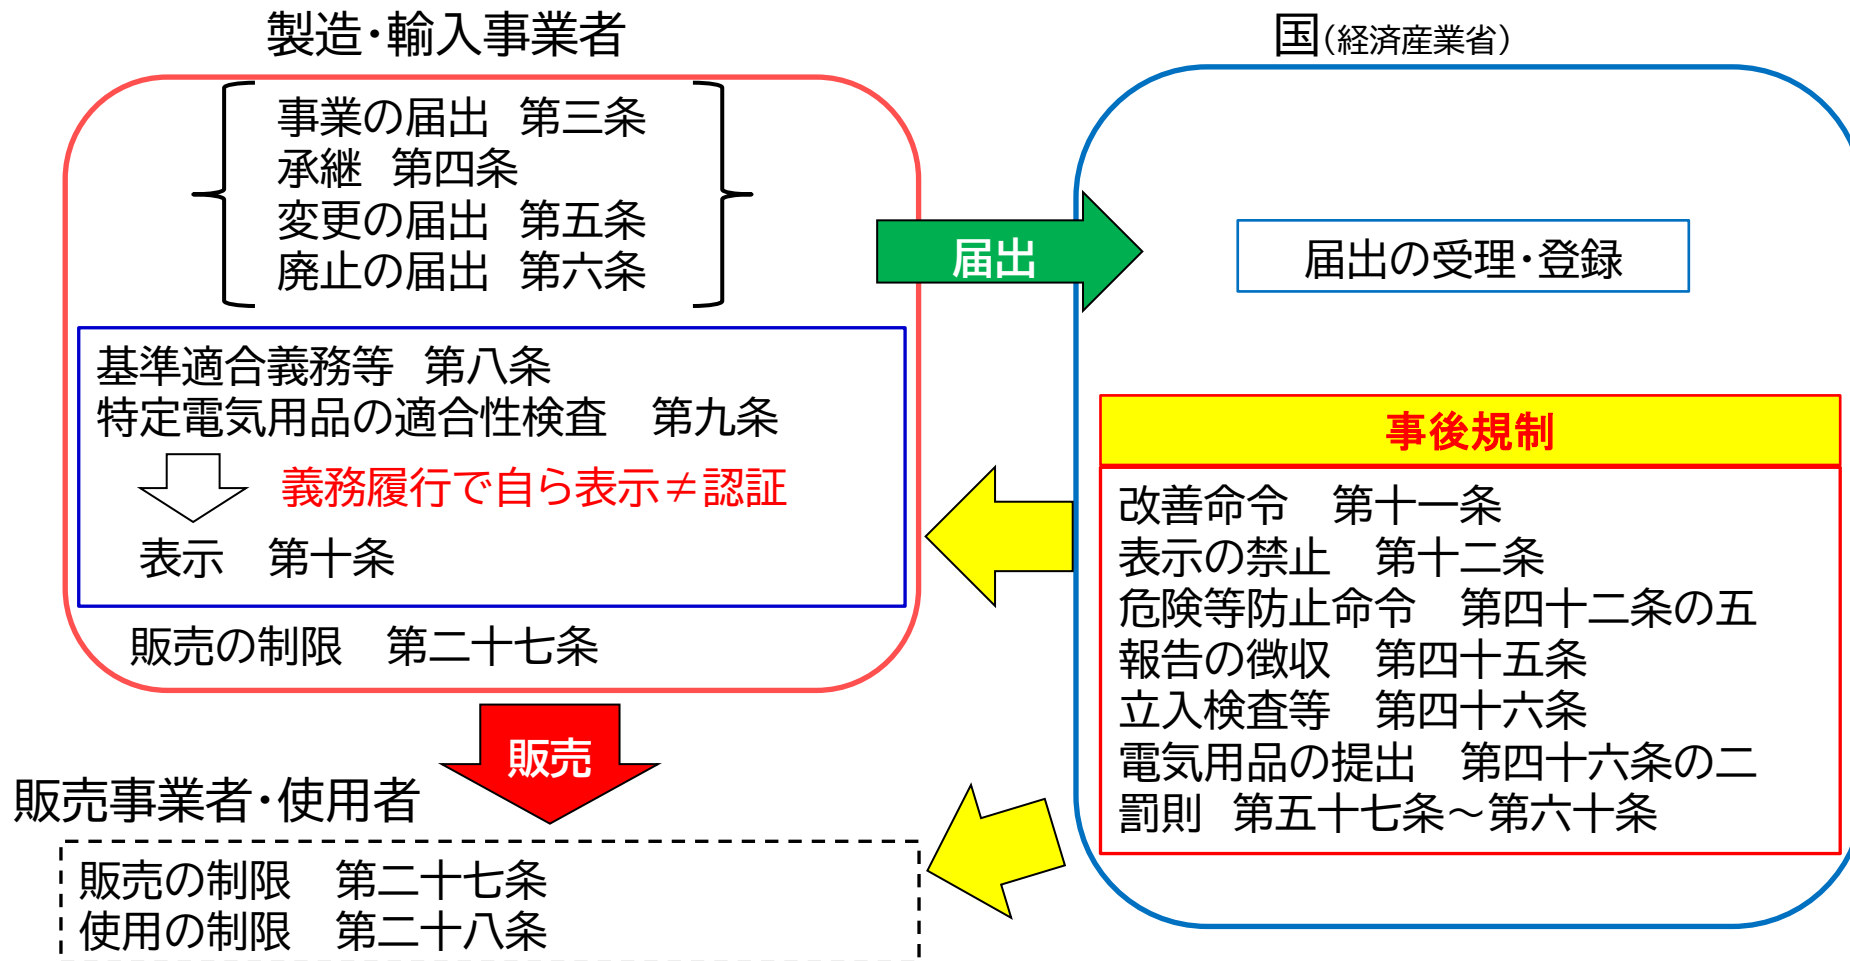 製造・輸入事業者
事業の届出　第三条
承継　第四条
変更の届出　第五条
廃止の届出　第六条
基準適合義務等　第八条
特定電気用品の適合性検査　第九条
義務履行で自ら表示≠認証
表示　第十条
販売の制限　第二十七条
届出
国(経済産業省)
届出の受理・登録
事後規制
改善命令　第十一条
表示の禁止　第十二条
危険等防止命令　第四十二条の五
報告の徴収　第四十五条
立入検査等　第四十六条
電気用品の提出　第四十六条の二
罰則　第五十七条～第六十条
販売
販売事業者・使用者
販売の制限　第二十七条
使用の制限　第二十八条